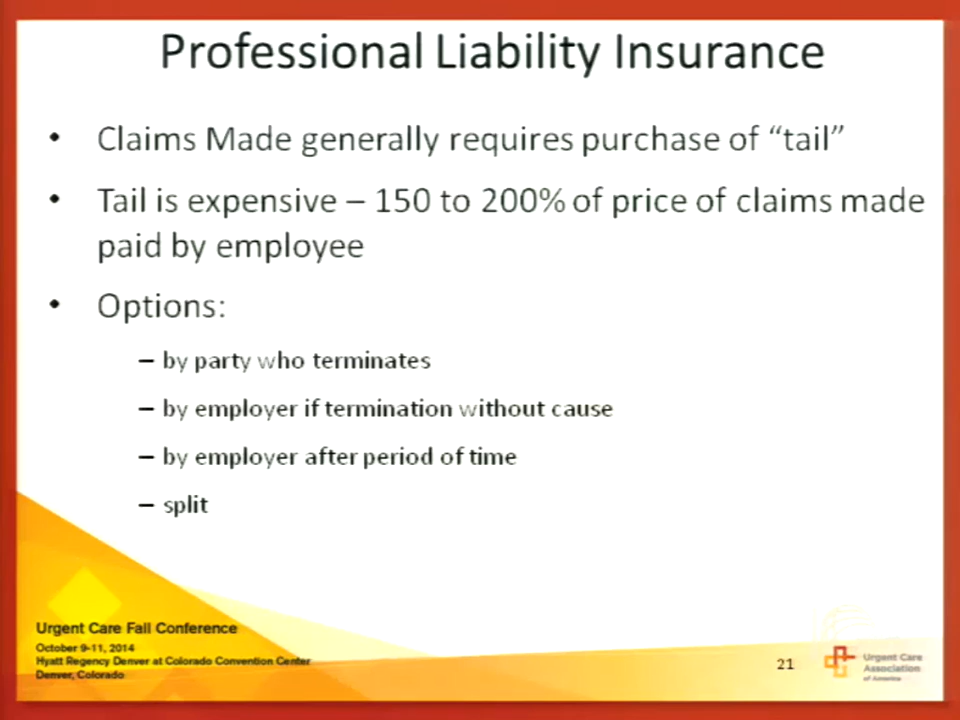 Professional Liability Insurance
• Claims Made generally requires purchase of “tail”
• Tail is expensive – 150 to 200% of price of claims made
paid by employee
• Options:
– by party who terminates
– by employer if termination without cause
– by employer after period of time
– split
Urgent Care Fall Conference
October 9-11, 2014
Hyatt Regency Denver at Colorado Convention Center
Denver, Colorado
21
Urgent Care
Association
of America